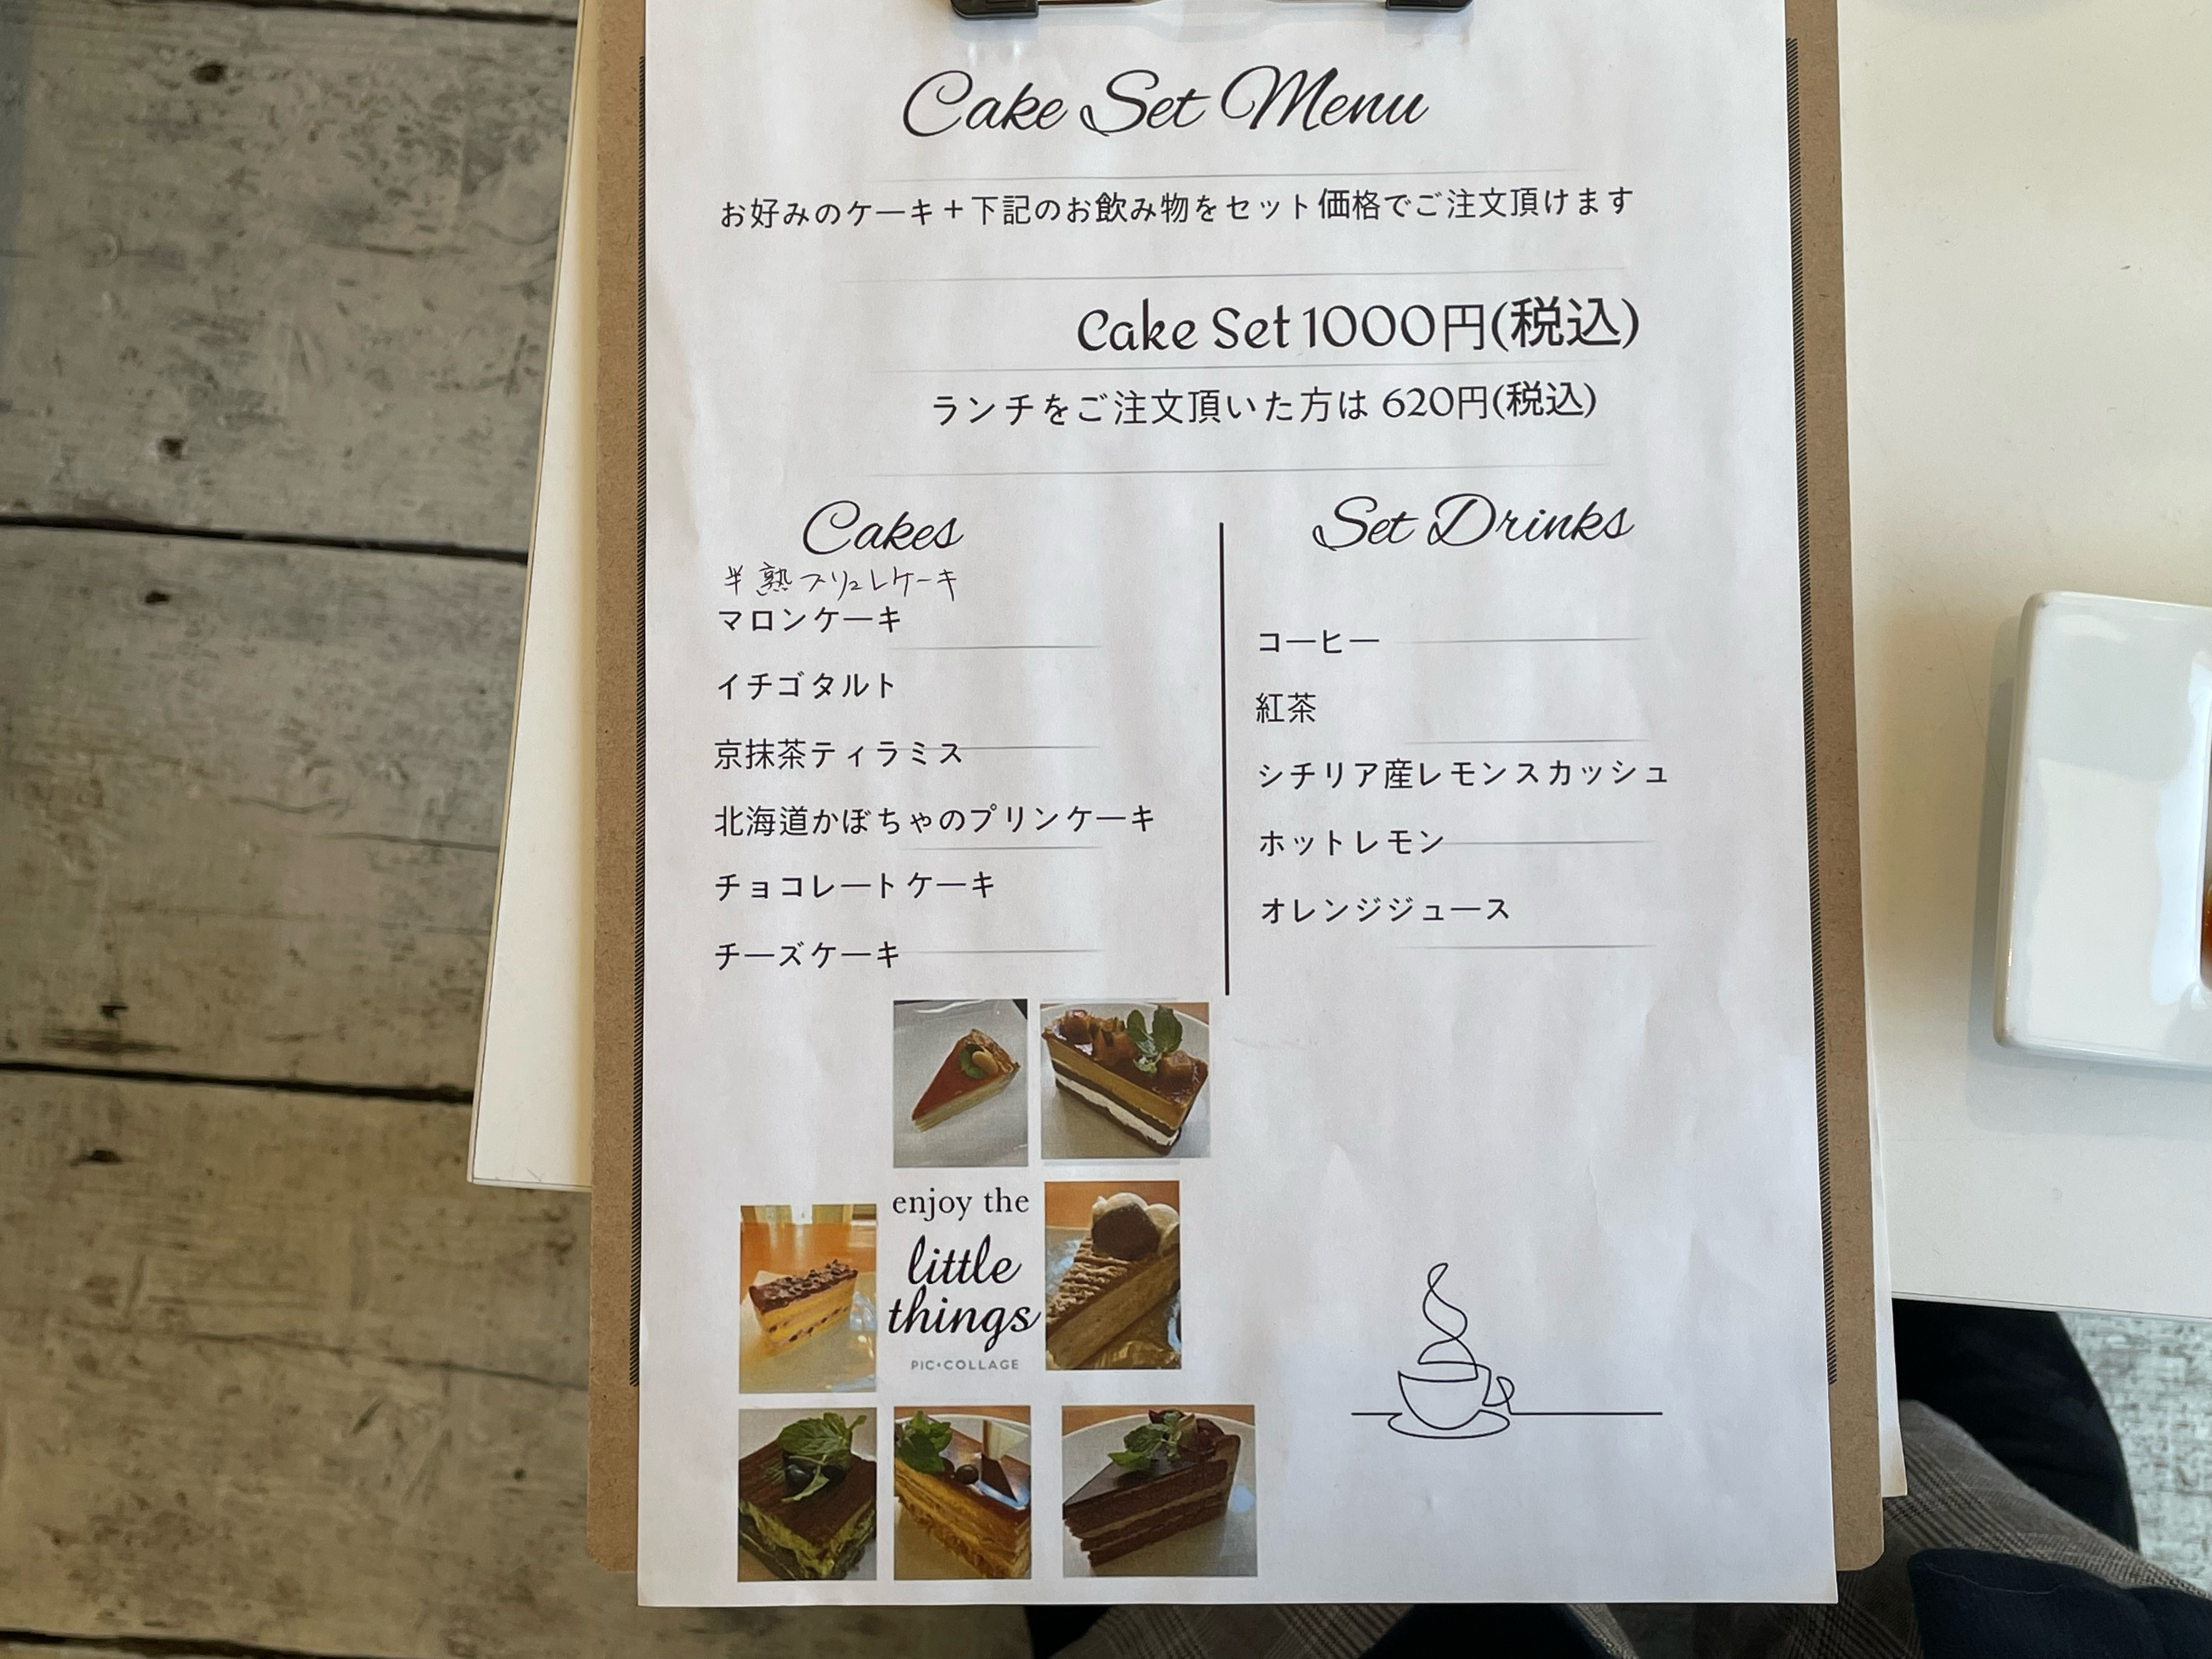 Cake Set Menu
お好みのケーキ＋下記のお飲み物をセット価格でご注文頂けます
Cake Set 1000円(税込)
ランチをご注文頂いた方は 620円(税込)
Cakes
半熟ブリュレケーキ
マロンケーキ
イチゴタルト
京抹茶ティラミス
北海道かぼちゃのプリンケーキ
チョコレートケーキ
チーズケーキ
Set Drinks
コーヒー
紅茶
シチリア産レモンスカッシュ
ホットレモン
オレンジジュース
enjoy the
little
things
PIC•COLLAGE